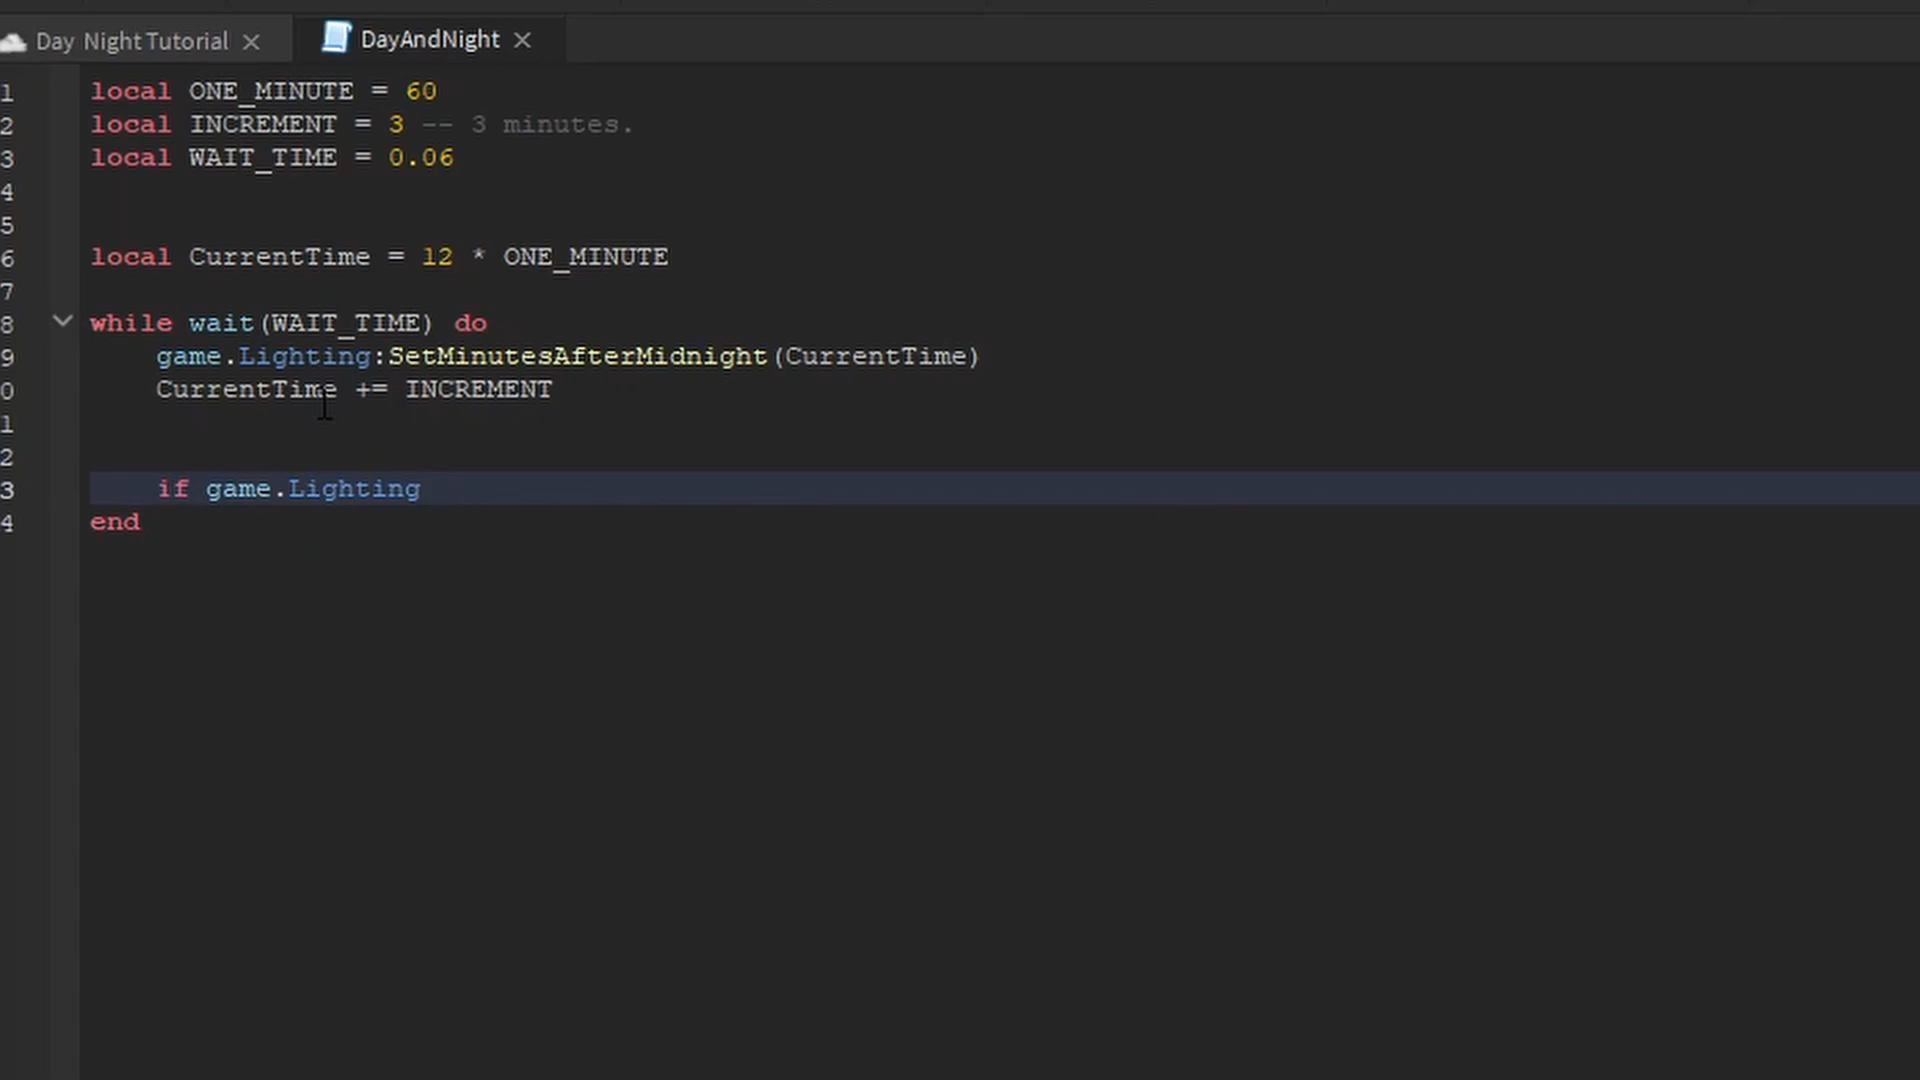 Day Night Tutorial
DayAndNight
1 local ONE_MINUTE = 60
2 local INCREMENT = 3 -- 3 minutes.
3 local WAIT_TIME = 0.06
4
5
6 local CurrentTime = 12 * ONE_MINUTE
7
8 while wait(WAIT_TIME) do
9 game.Lighting:SetMinutesAfterMidnight(CurrentTime)
0 CurrentTime += INCREMENT
1
2
3 if game.Lighting
4 end